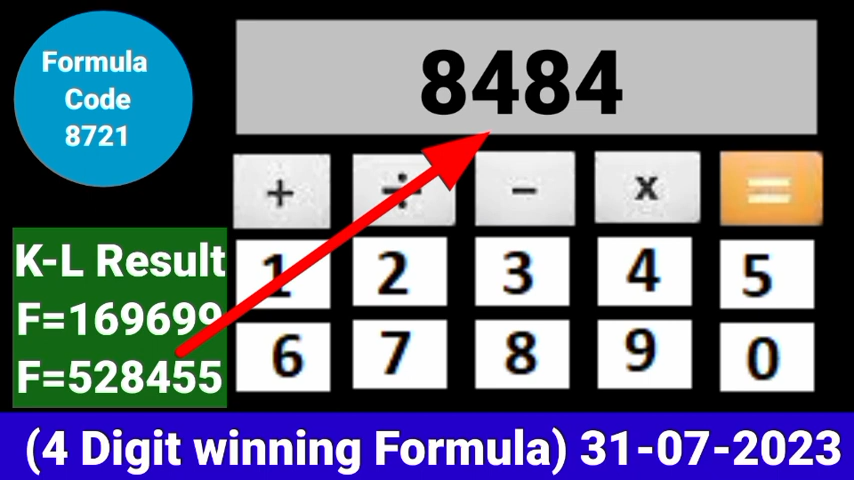 Formula
Code
8721
8484
+ ÷ − x =
1 2 3 4 5
6 7 8 9 0
K-L Result
F=169699
F=528455
(4 Digit winning Formula) 31-07-2023